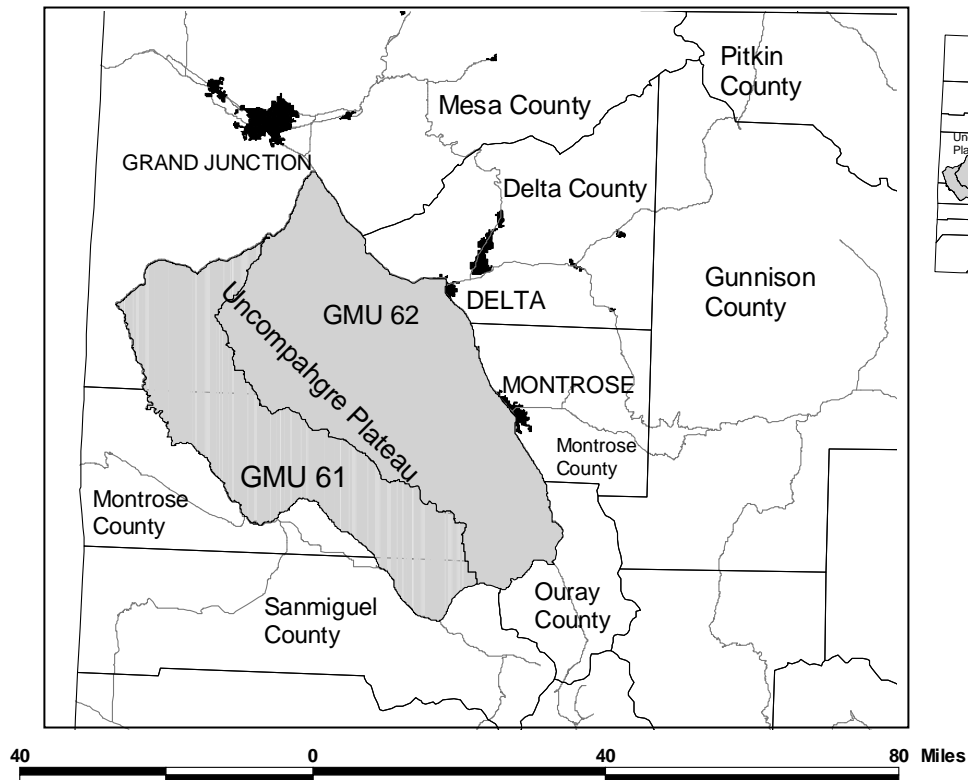 Pitkin
County
Mesa County
GRAND JUNCTION
Delta County
Gunnison
County
DELTA
GMU 62
Uncompahgre Plateau
MONTROSE
Montrose
County
GMU 61
Montrose
County
Ouray
County
Sanmiguel
County
40 0 40 80 Miles